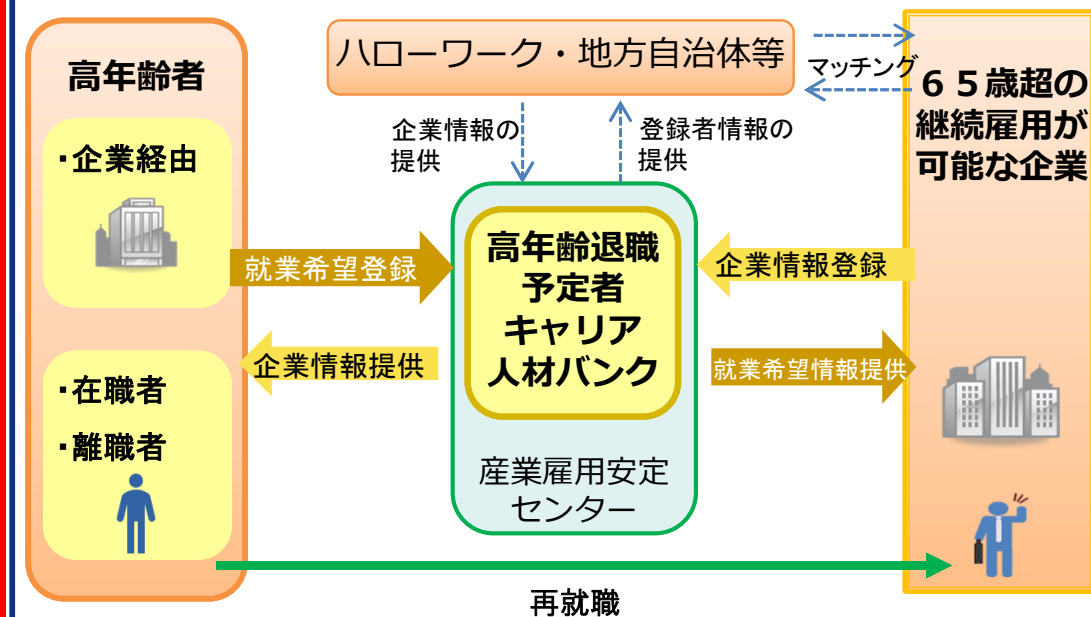 高年齢者
・企業経由
・在職者
・離職者
ハローワーク・地方自治体等
マッチング
企業情報の
提供
登録者情報の
提供
就業希望登録
企業情報提供
高年齢退職
予定者
キャリア
人材バンク
産業雇用安定
センター
企業情報登録
就業希望情報提供
６５歳超の
継続雇用が
可能な企業
再就職